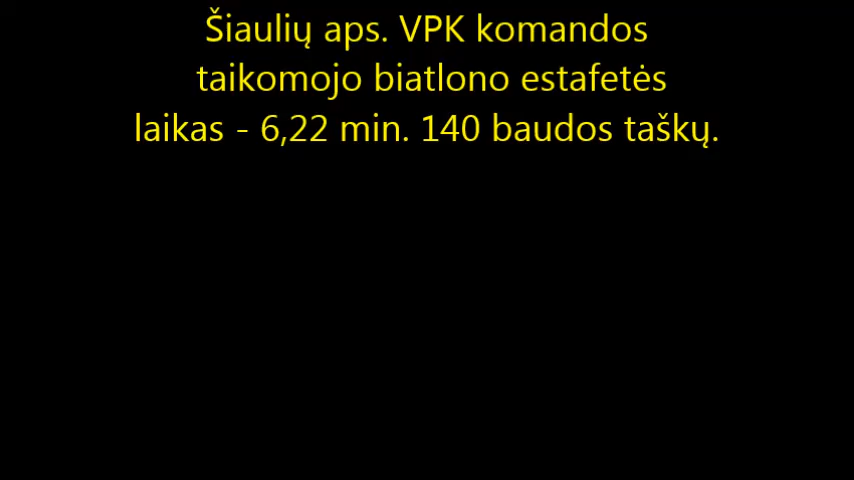 Šiaulių aps. VPK komandos
taikomojo biatlono estafetės
laikas - 6,22 min. 140 baudos taškų.